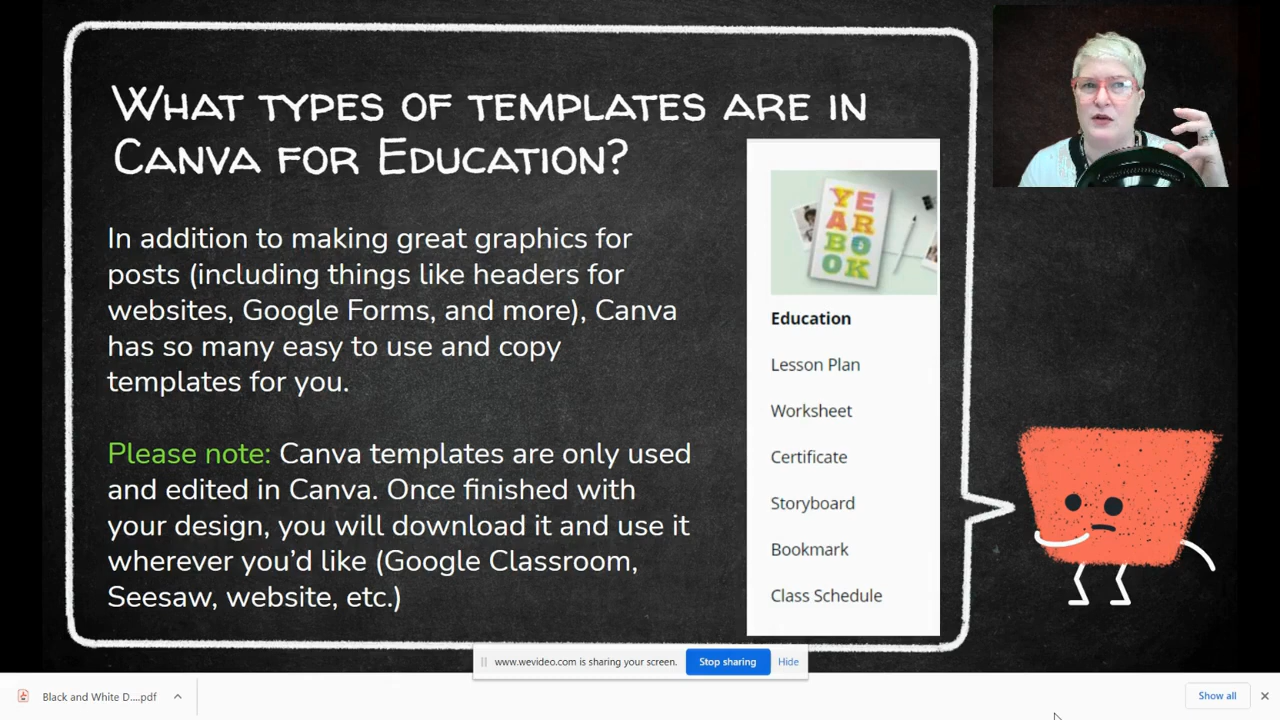 What types of templates are in
Canva for Education?
In addition to making great graphics for
posts (including things like headers for
websites, Google Forms, and more), Canva
has so many easy to use and copy
templates for you.
Please note: Canva templates are only used
and edited in Canva. Once finished with
your design, you will download it and use it
wherever you’d like (Google Classroom,
Seesaw, website, etc.)
YE
AR
BO
OK
Education
Lesson Plan
Worksheet
Certificate
Storyboard
Bookmark
Class Schedule
www.wevideo.com is sharing your screen.
Stop sharing
Hide
Black and White D....pdf
Show all